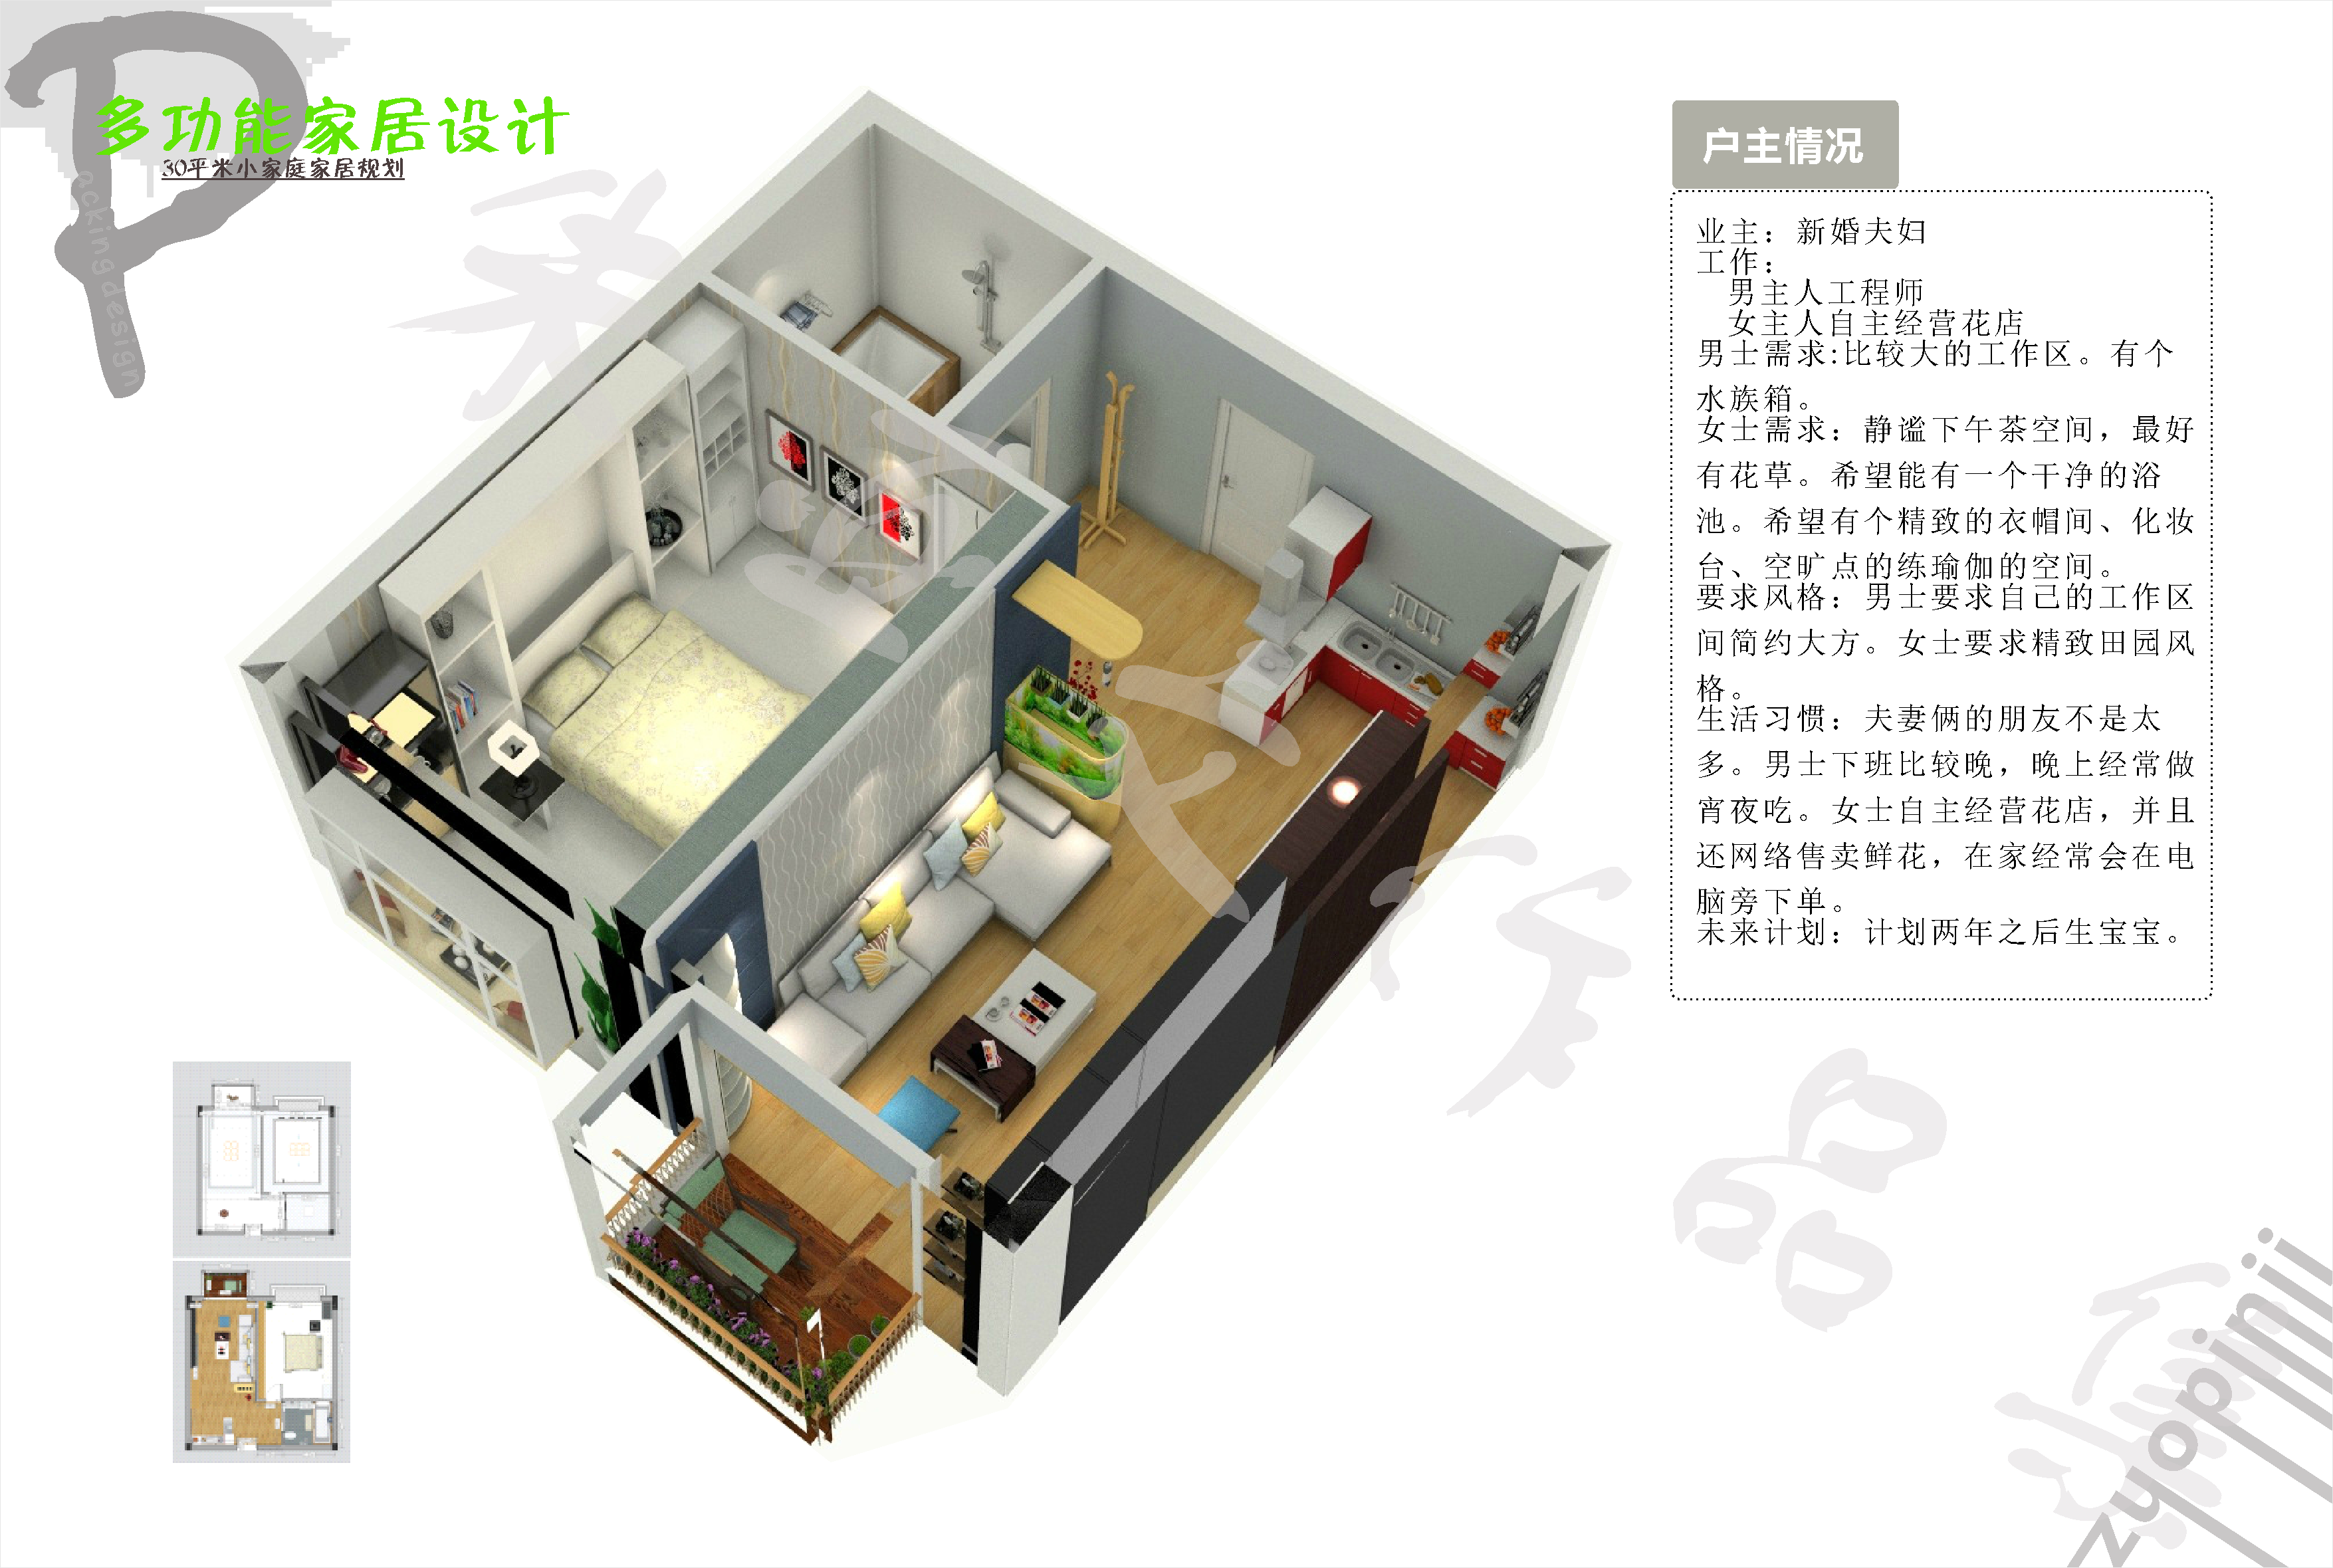 多功能家居设计
30平米小家庭家居规划
acking design
户主情况
业主：新婚夫妇
工作：
男主人工程师
女主人自主经营花店
男士需求:比较大的工作区。有个
水族箱。
女士需求：静谧下午茶空间，最好
有花草。希望能有一个干净的浴
池。希望有个精致的衣帽间、化妆
台、空旷点的练瑜伽的空间。
要求风格：男士要求自己的工作区
间简约大方。女士要求精致田园风
格。
生活习惯：夫妻俩的朋友不是太
多。男士下班比较晚，晚上经常做
宵夜吃。女士自主经营花店，并且
还网络售卖鲜花，在家经常会在电
脑旁下单。
未来计划：计划两年之后生宝宝。
zuopinji